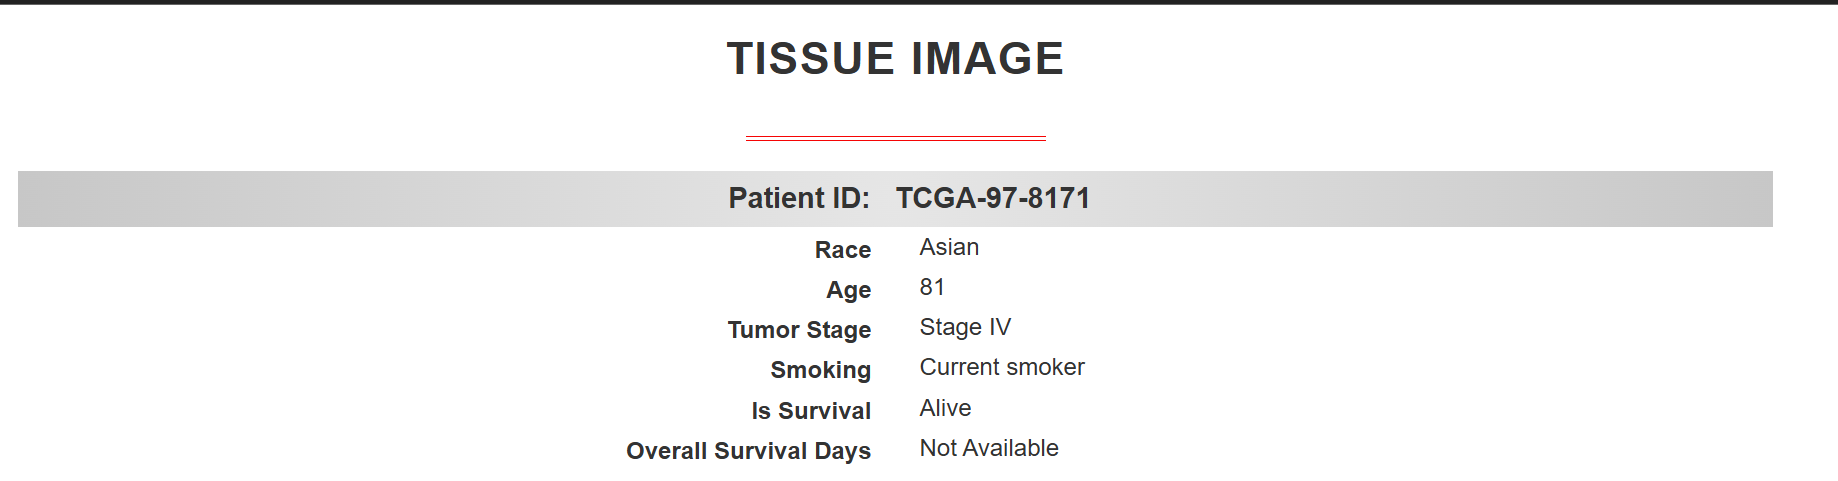 TISSUE IMAGE
Patient ID: TCGA-97-8171
Race Asian
Age 81
Tumor Stage Stage IV
Smoking Current smoker
Is Survival Alive
Overall Survival Days Not Available